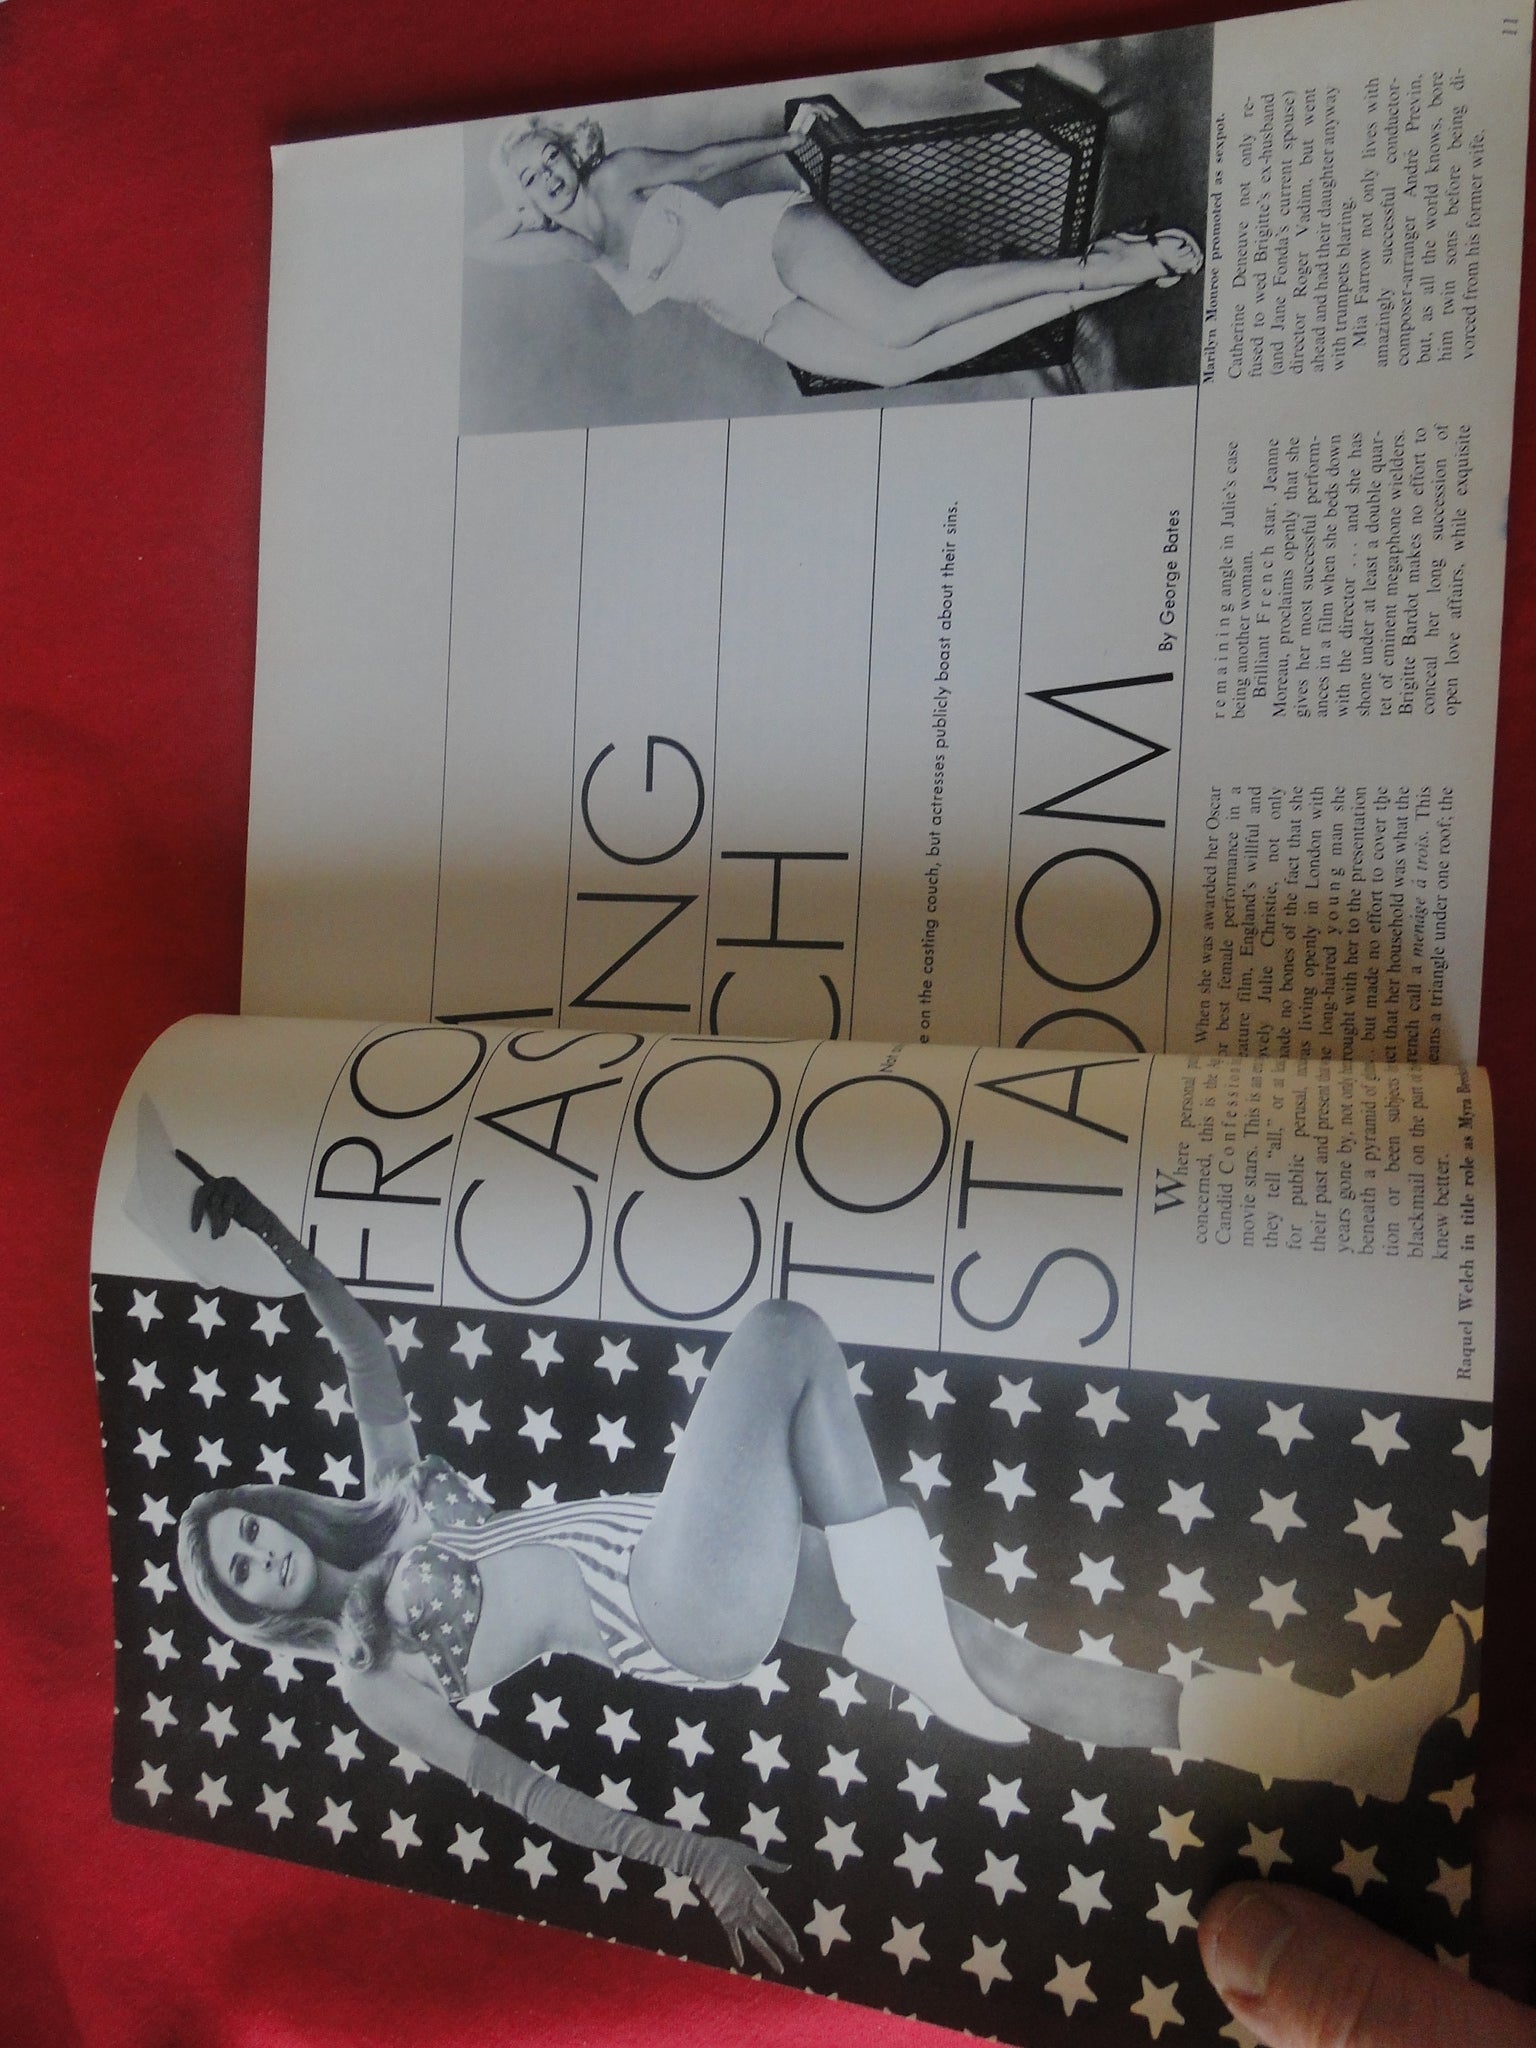 FROM
CASTING
COUCH
TO
Not
on the casting couch, but actresses publicly boast about their sins.
STARDOM
By George Bates
Where personal
concerned, this is the
Candid Confession
movie stars. This is an
they tell "all," or at
for public perusal,
their past and present
years gone by, not only
beneath a pyramid of
tion or been subjects
blackmail on the part of
knew better.
Raquel Welch in title role as Myra
When she was awarded her Oscar
best female performance in a
feature film, England's willful and
lovely Julie Christie, not only
made no bones of the fact that she
was living openly in London with
the long-haired young man she
brought with her to the presentation
. . . but made no effort to cover the
fact that her household was what the
French call a menáge á trois. This
means a triangle under one roof; the
remaining angle in Julie's case
being another woman.
Brilliant French star, Jeanne
Moreau, proclaims openly that she
gives her most successful perform-
ances in a film when she beds down
with the director . . . and she has
shone under at least a double quar-
tet of eminent megaphone wielders.
Brigitte Bardot makes no effort to
conceal her long succession of
open love affairs, while exquisite
Marilyn Monroe promoted as sexpot.
Catherine Deneuve not only re-
fused to wed Brigitte's ex-husband
(and Jane Fonda's current spouse)
director Roger Vadim, but went
ahead and had their daughter anyway
with trumpets blaring.
Mia Farrow not only lives with
amazingly successful conductor-
composer-arranger André Previn,
but, as all the world knows, bore
him twin sons before being di-
vorced from his former wife.
11